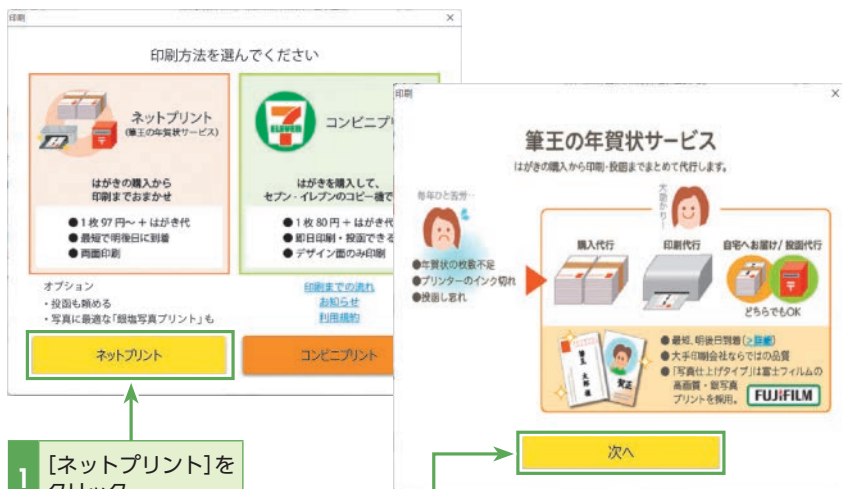 印刷
印刷方法を選んでください
ネットプリント
(筆王の年賀状サービス)
はがきの購入から
印刷までおまかせ
●1枚97円〜+はがき代
●最短で明後日に到着
●両面印刷
オプション
・投函も頼める
・写真に最適な「銀塩写真プリント」も
ネットプリント
ELEVEN
コンビニプ
はがきを購入して、
セブン‐イレブンのコピー機で
●1枚80円+はがき代
●即日印刷・投函できる
●デザイン面のみ印刷
印刷までの流れ
お知らせ
利用規約
コンビニプリント
1 [ネットプリント]を
クリック
印刷
筆王の年賀状サービス
はがきの購入から印刷・投函までまとめて代行します。
毎年ひと苦労…
●年賀状の枚数不足
●プリンターのインク切れ
●投函し忘れ
大助かり!
購入代行
印刷代行
自宅へお届け/投函代行
どちらでもOK
●最短、明後日到着(>詳細)
●大手印刷会社ならではの品質
●「写真仕上げタイプ」は富士フィルムの
高画質・銀写真
プリントを採用。
FUJIFILM
筆王太郎様
賀正
次へ